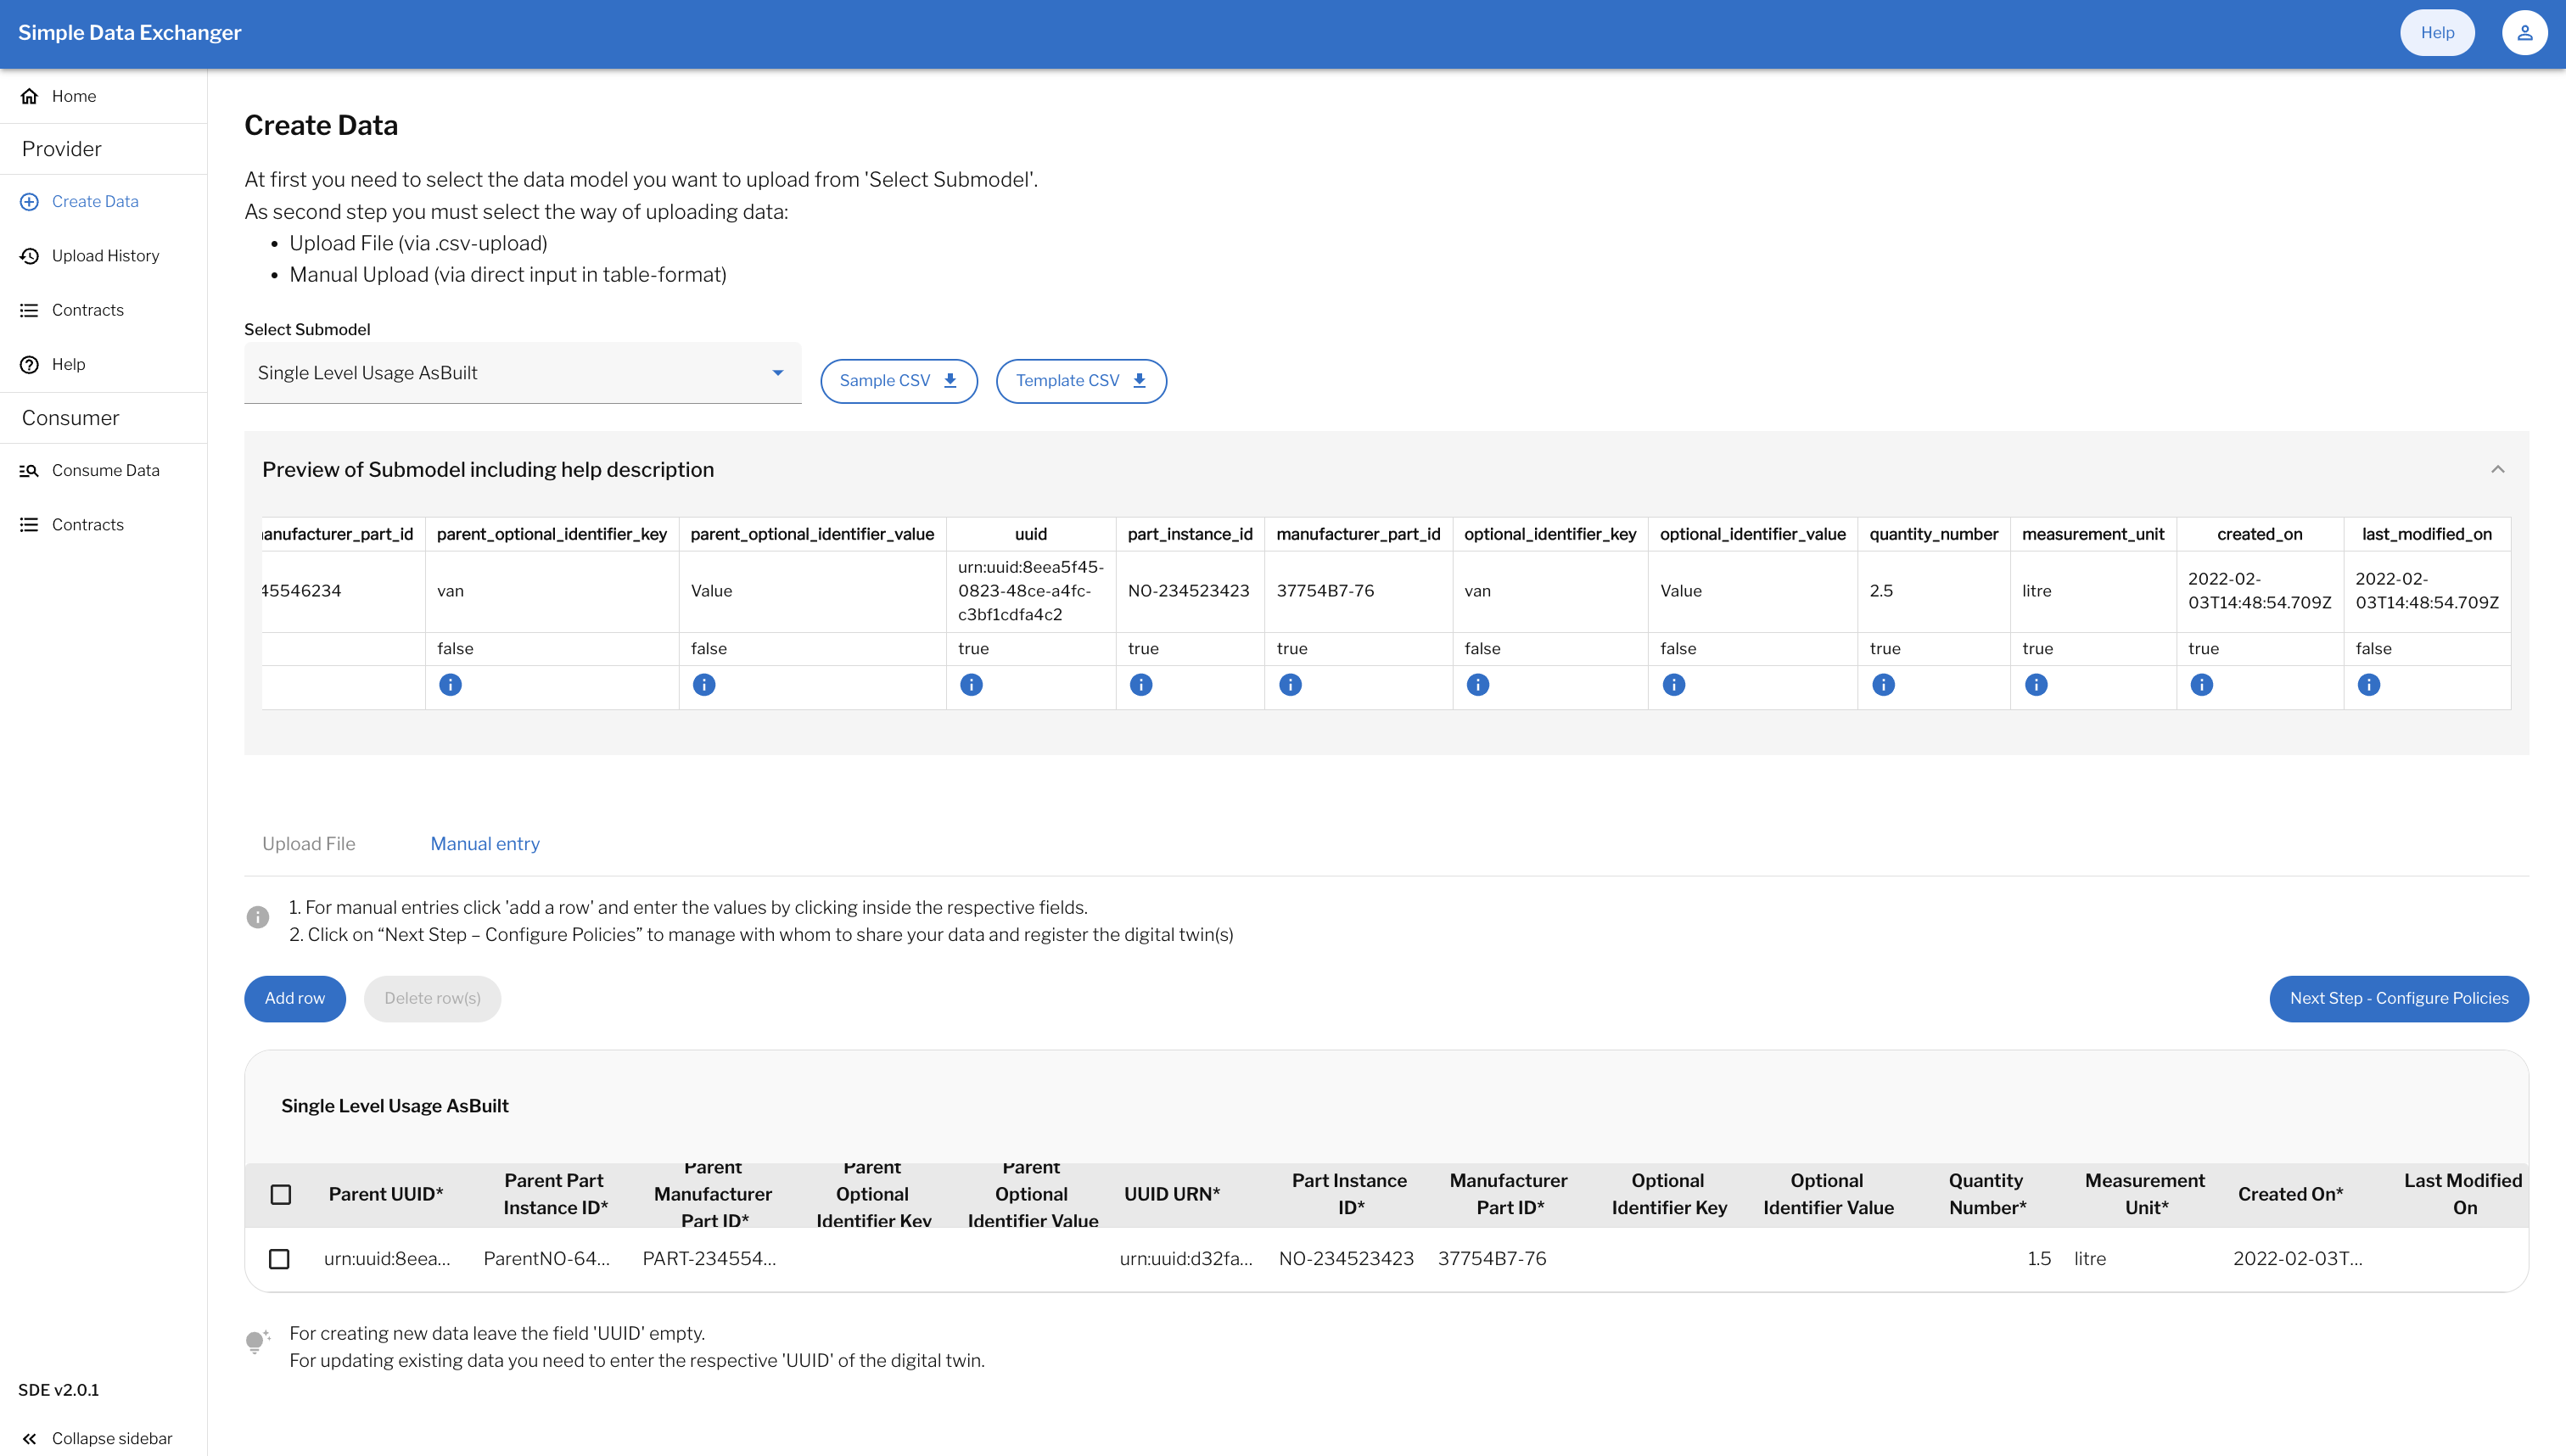 Simple Data Exchanger
Help
Home
Provider
Create Data
Upload History
Contracts
Help
Consumer
Consume Data
Contracts
SDE v2.0.1
Collapse sidebar
Create Data
At first you need to select the data model you want to upload from 'Select Submodel'.
As second step you must select the way of uploading data:
• Upload File (via .csv-upload)
• Manual Upload (via direct input in table-format)
Select Submodel
Single Level Usage AsBuilt
Sample CSV
Template CSV
Preview of Submodel including help description
anufacturer_part_id parent_optional_identifier_key parent_optional_identifier_value uuid part_instance_id manufacturer_part_id optional_identifier_key optional_identifier_value quantity_number measurement_unit created_on last_modified_on
45546234 van Value urn:uuid:8eea5f45-0823-48ce-a4fc-c3bf1cdfa4c2 NO-234523423 37754B7-76 van Value 2.5 litre 2022-02-03T14:48:54.709Z 2022-02-03T14:48:54.709Z
false false true true true false false true true true false
Upload File
Manual entry
1. For manual entries click 'add a row' and enter the values by clicking inside the respective fields.
2. Click on “Next Step – Configure Policies” to manage with whom to share your data and register the digital twin(s)
Add row
Delete row(s)
Next Step - Configure Policies
Single Level Usage AsBuilt
Parent UUID* Parent Part Instance ID* Parent Manufacturer Part ID* Parent Optional Identifier Key Parent Optional Identifier Value UUID URN* Part Instance ID* Manufacturer Part ID* Optional Identifier Key Optional Identifier Value Quantity Number* Measurement Unit* Created On* Last Modified On
urn:uuid:8eea... ParentNO-64... PART-234554... urn:uuid:d32fa... NO-234523423 37754B7-76 1.5 litre 2022-02-03T...
For creating new data leave the field 'UUID' empty.
For updating existing data you need to enter the respective 'UUID' of the digital twin.